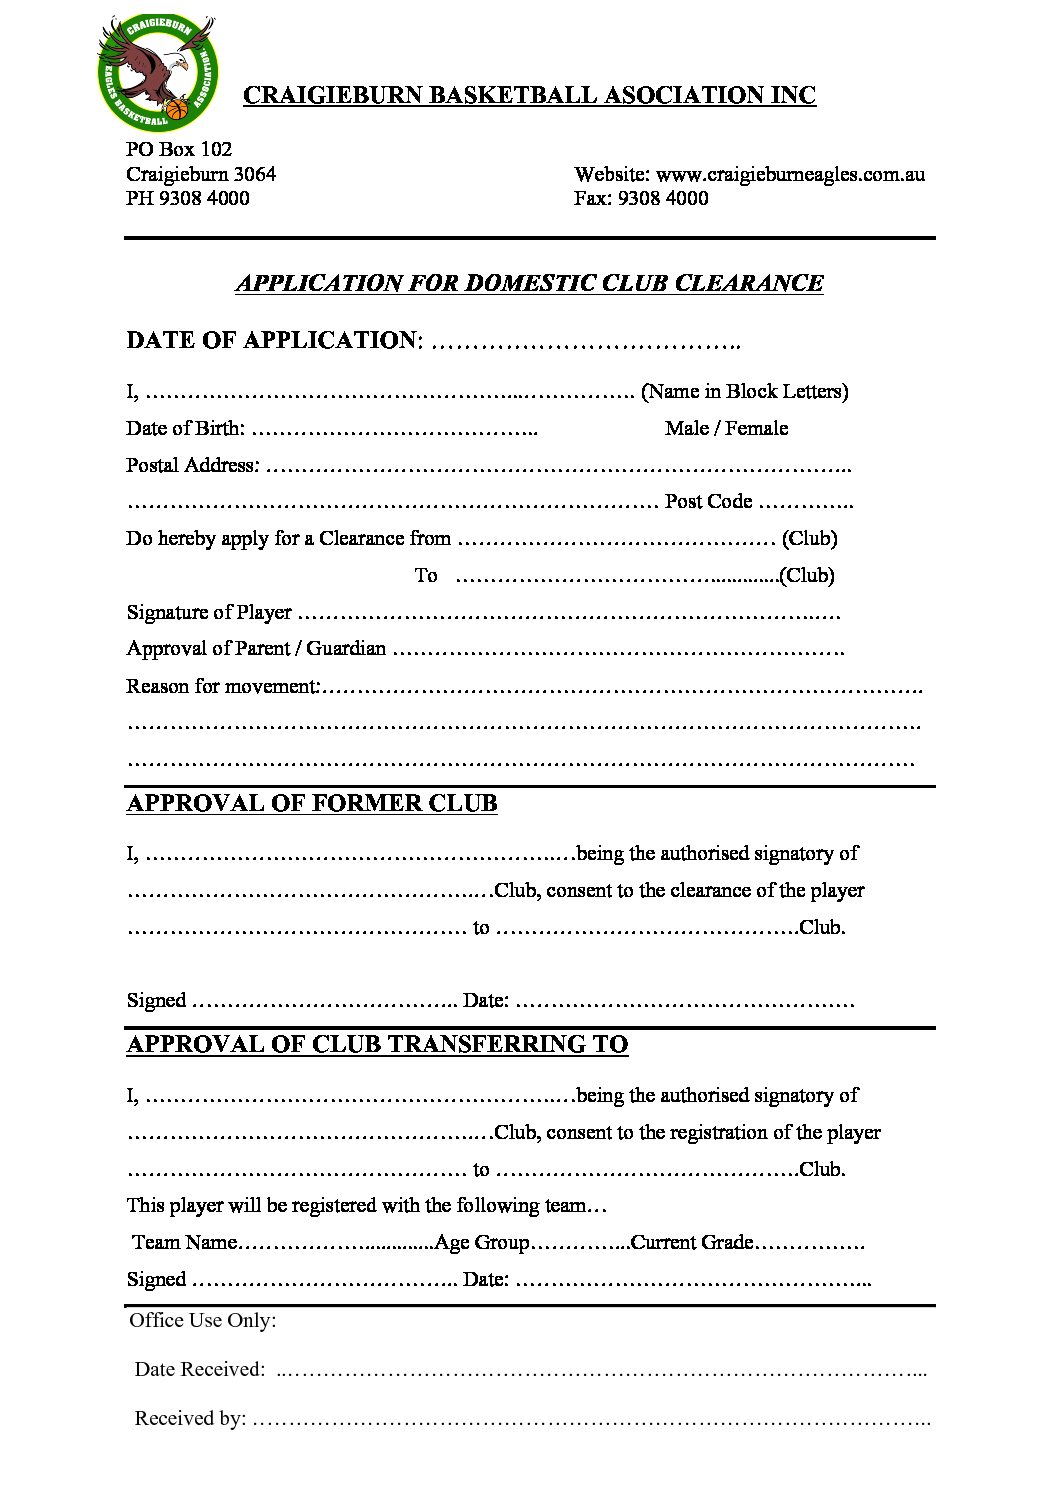 CRAIGIEBURN
EAGLES BASKETBALL ASSOCIATION.
CRAIGIEBURN BASKETBALL ASOCIATION INC
PO Box 102
Craigieburn 3064 Website: www.craigieburneagles.com.au
PH 9308 4000 Fax: 9308 4000
APPLICATION FOR DOMESTIC CLUB CLEARANCE
DATE OF APPLICATION: ………………………………..
I, ……………………………………………..……………. (Name in Block Letters)
Date of Birth: ………………………………….. Male / Female
Postal Address: ………………………………………………………………………..
………………………………………………………………… Post Code …………..
Do hereby apply for a Clearance from ……………………………………… (Club)
To ………………………………............(Club)
Signature of Player ……………………………………………………………….…
Approval of Parent / Guardian ……………………………………………………….
Reason for movement:………………………………………………………………………….
………………………………………………………………………………………………….
…………………………………………………………………………………………………
APPROVAL OF FORMER CLUB
I, ………………………………………………….…being the authorised signatory of
………………………………………….…Club, consent to the clearance of the player
………………………………………… to …………………………………….Club.
Signed ……………………………….. Date: …………………………………………
APPROVAL OF CLUB TRANSFERRING TO
I, ………………………………………………….…being the authorised signatory of
………………………………………….…Club, consent to the registration of the player
………………………………………… to …………………………………….Club.
This player will be registered with the following team…
Team Name………………............Age Group…………...Current Grade……………
Signed ……………………………….. Date: …………………………………………...
Office Use Only:
Date Received: ..……………………………………………………………………………...
Received by: …………………………………………………………………………………...